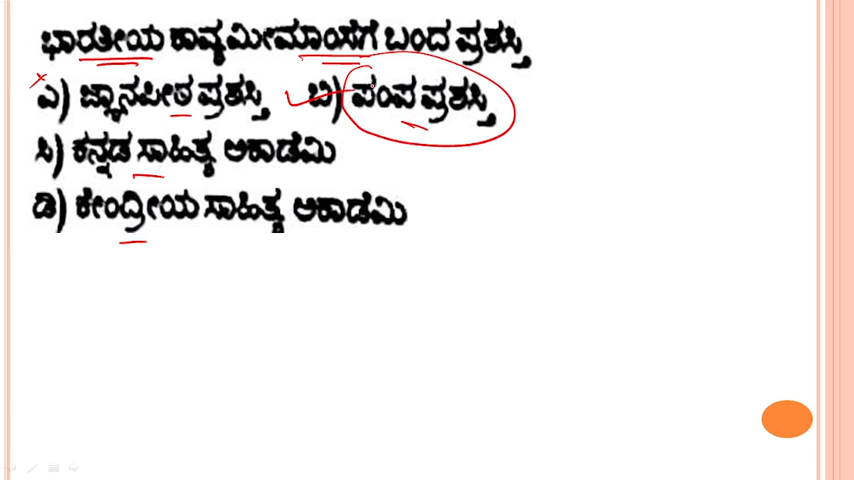 ಭಾರತೀಯ ಕಾವ್ಯಮೀಮಾಂಸೆಗೆ ಬಂದ ಪ್ರಶಸ್ತಿ
ಎ) ಜ್ಞಾನಪೀಠ ಪ್ರಶಸ್ತಿ ಬಿ) ಪಂಪ ಪ್ರಶಸ್ತಿ
ಸಿ) ಕನ್ನಡ ಸಾಹಿತ್ಯ ಅಕಾಡೆಮಿ
ಡಿ) ಕೇಂದ್ರೀಯ ಸಾಹಿತ್ಯ ಅಕಾಡೆಮಿ